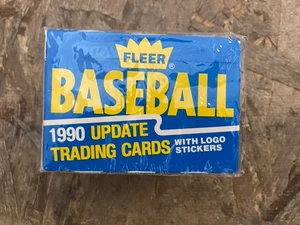 FLEER®
BASEBALL
1990 UPDATE
TRADING CARDS
WITH LOGO
STICKERS